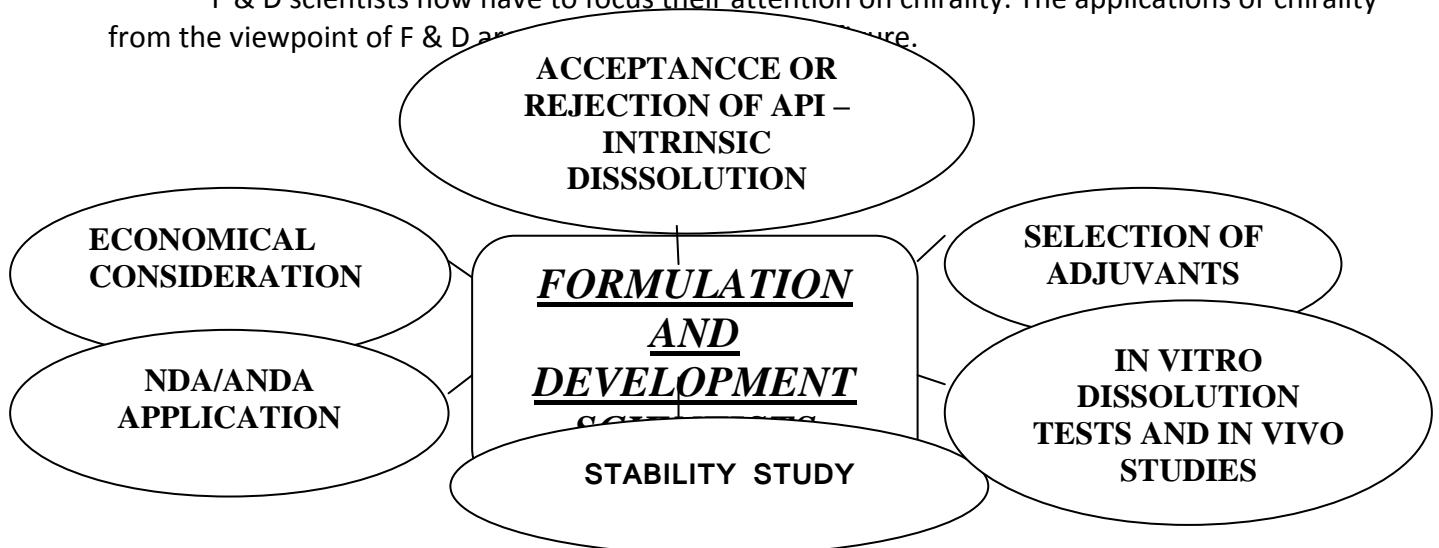 F & D scientists now have to focus their attention on chirality. The applications of chirality
from the viewpoint of F & D
ACCEPTANCCE OR
REJECTION OF API –
INTRINSIC
DISSSOLUTION
ECONOMICAL
CONSIDERATION
SELECTION OF
ADJUVANTS
FORMULATION
AND
DEVELOPMENT
NDA/ANDA
APPLICATION
IN VITRO
DISSOLUTION
TESTS AND IN VIVO
STUDIES
STABILITY STUDY